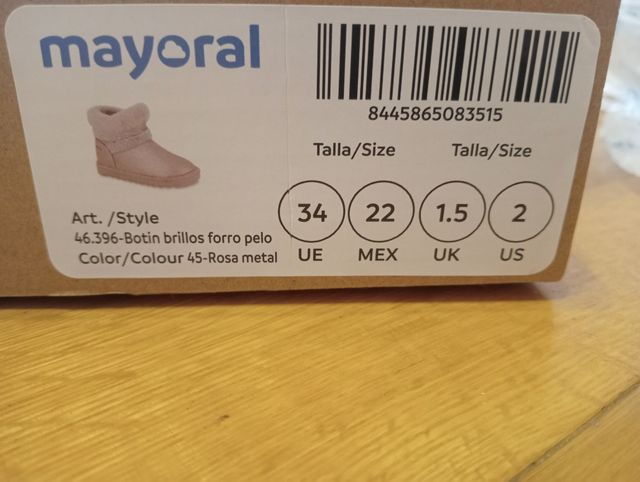 mayoral
8445865083515
Talla/Size Talla/Size
34 22 1.5 2
UE MEX UK US
Art. /Style
46.396-Botin brillos forro pelo
Color/Colour 45-Rosa metal